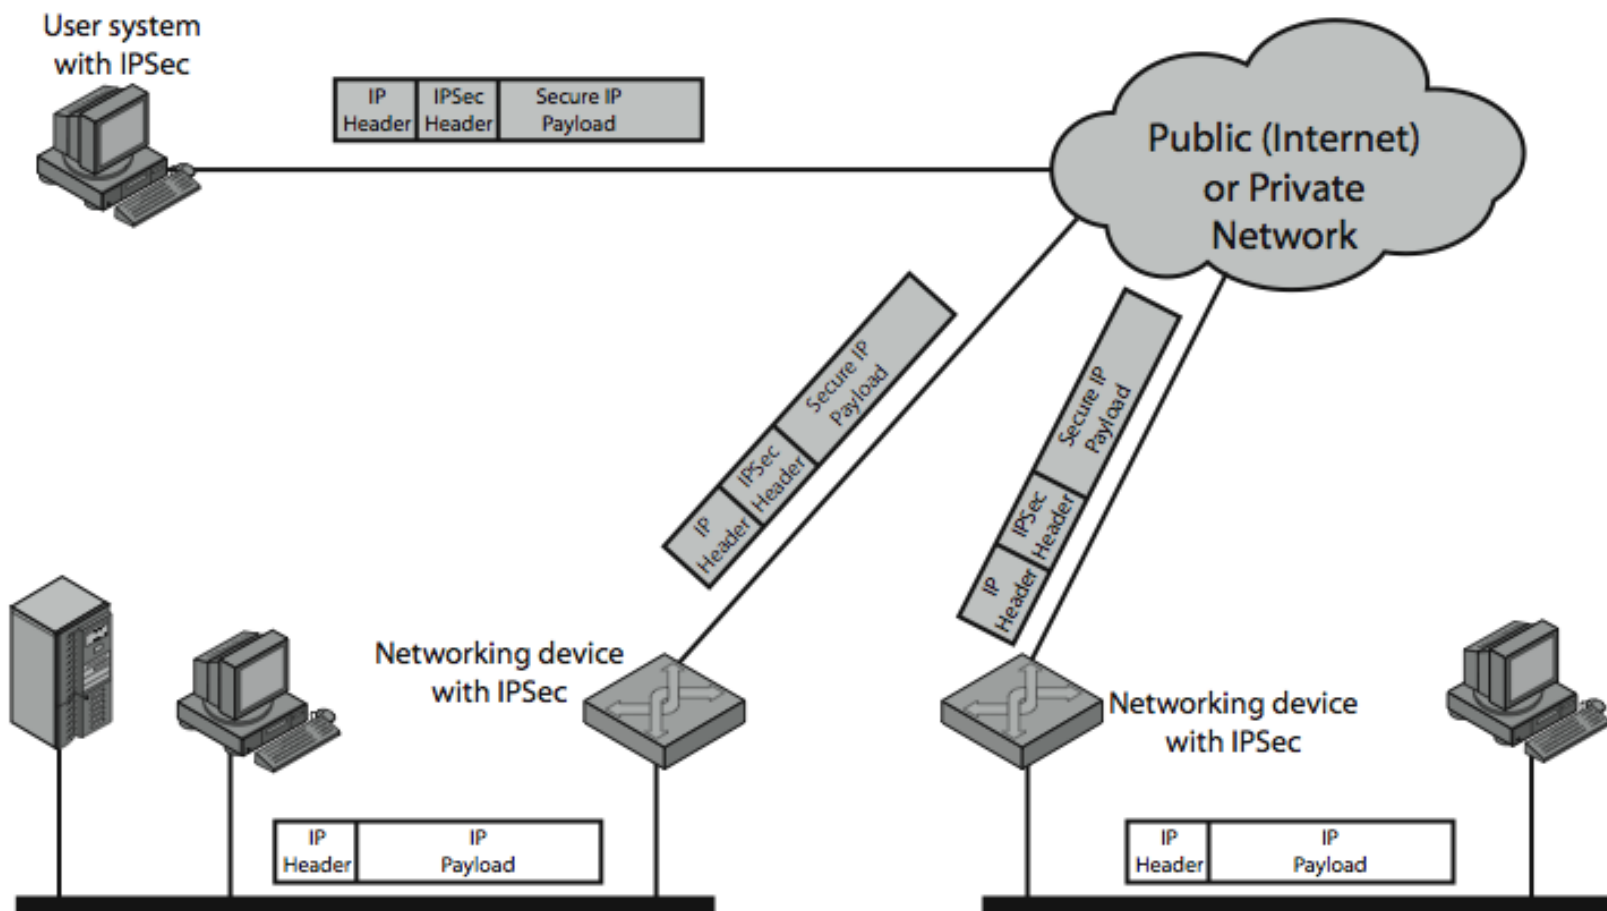 User system
with IPSec
IP
Header
IPSec
Header
Secure IP
Payload
Public (Internet)
or Private
Network
IP
Header
IPSec
Header
Secure IP
Payload
IP
Header
IPSec
Header
Secure IP
Payload
Networking device
with IPSec
Networking device
with IPSec
IP
Header
IP
Payload
IP
Header
IP
Payload